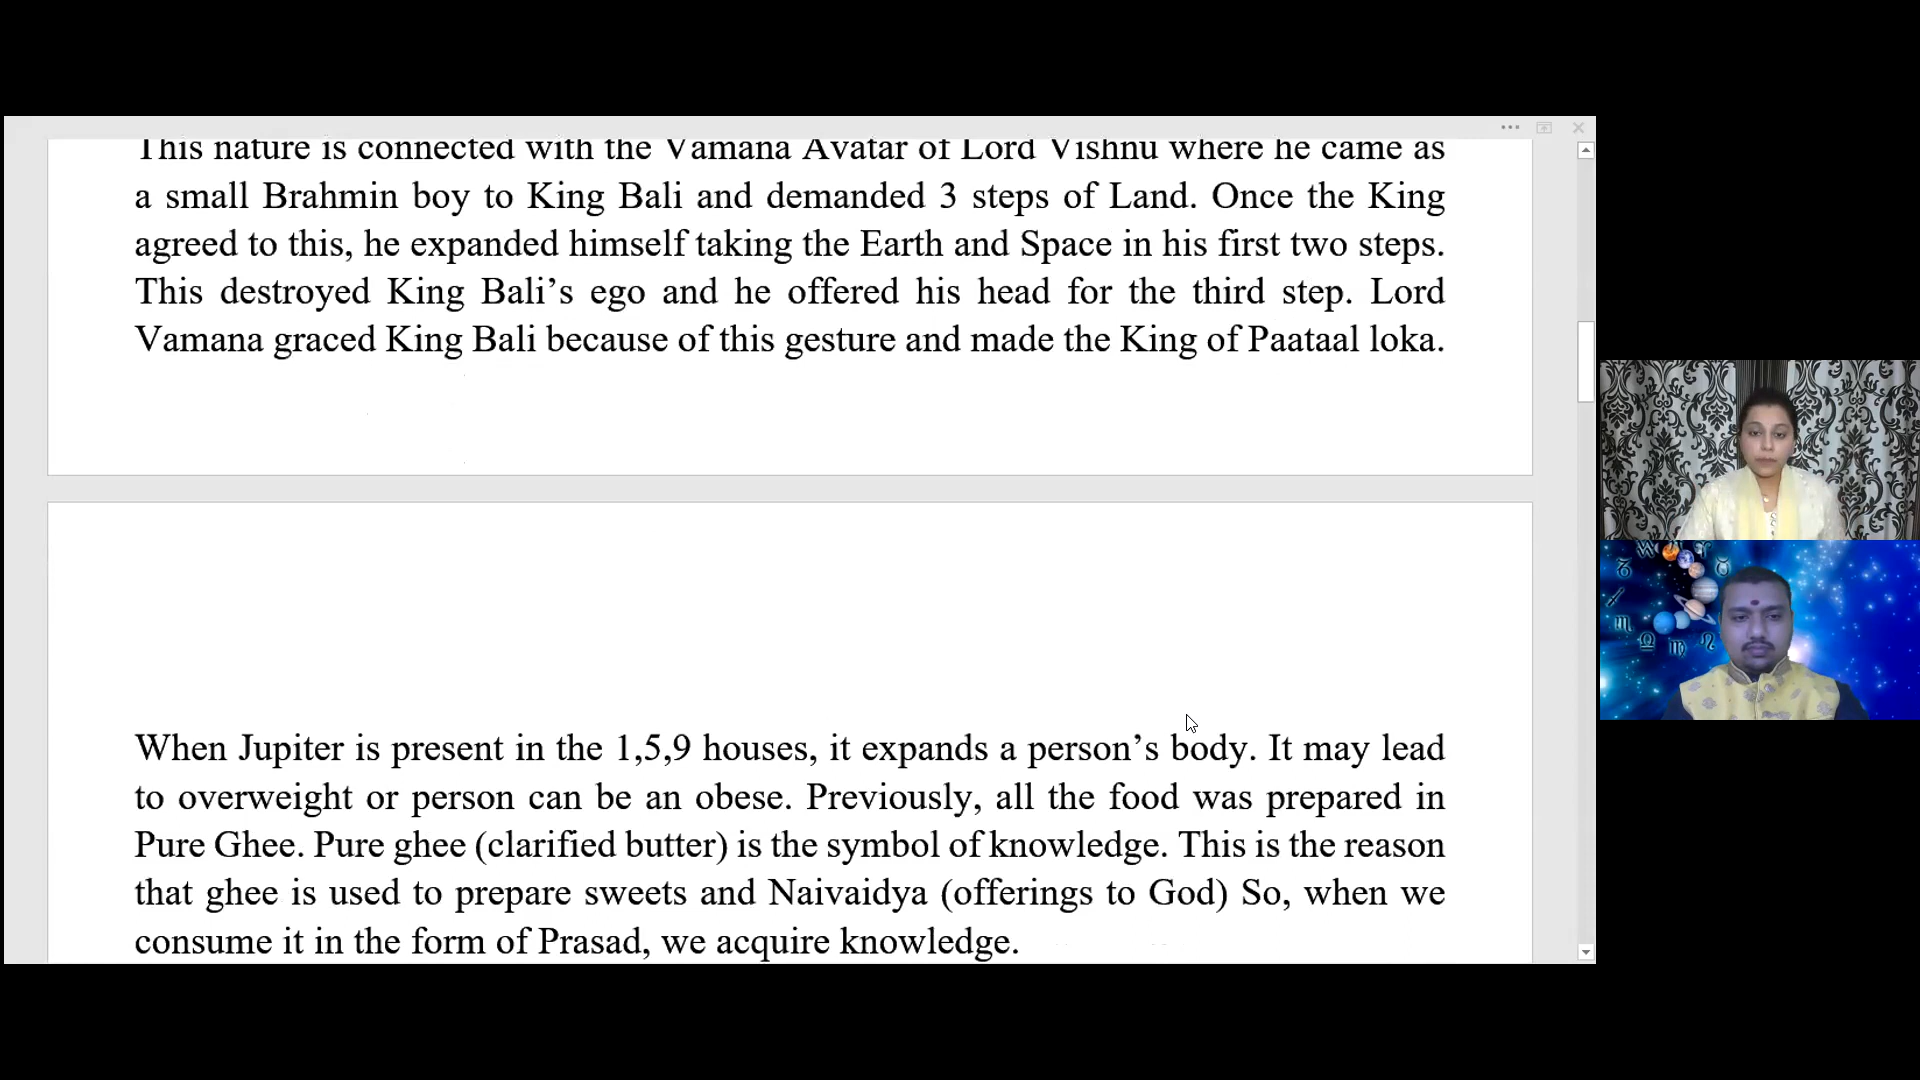 This nature is connected with the Vamana Avatar of Lord Vishnu where he came as
a small Brahmin boy to King Bali and demanded 3 steps of Land. Once the King
agreed to this, he expanded himself taking the Earth and Space in his first two steps.
This destroyed King Bali’s ego and he offered his head for the third step. Lord
Vamana graced King Bali because of this gesture and made the King of Paataal loka.
When Jupiter is present in the 1,5,9 houses, it expands a person’s body. It may lead
to overweight or person can be an obese. Previously, all the food was prepared in
Pure Ghee. Pure ghee (clarified butter) is the symbol of knowledge. This is the reason
that ghee is used to prepare sweets and Naivaidya (offerings to God) So, when we
consume it in the form of Prasad, we acquire knowledge.